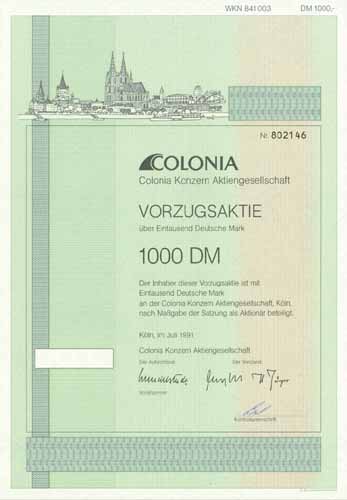 WKN 841003 DM 1000,-
Nr. 802146
COLONIA
Colonia Konzern Aktiengesellschaft
VORZUGSAKTIE
über Eintausend Deutsche Mark
1000 DM
Der Inhaber dieser Vorzugsaktie ist mit
Eintausend Deutsche Mark
an der Colonia Konzern Aktiengesellschaft, Köln,
nach Maßgabe der Satzung als Aktionär beteiligt.
Köln, im Juli 1991
Colonia Konzern Aktiengesellschaft
Der Aufsichtsrat Der Vorstand
Vorsitzender
Kontrollunterschrift